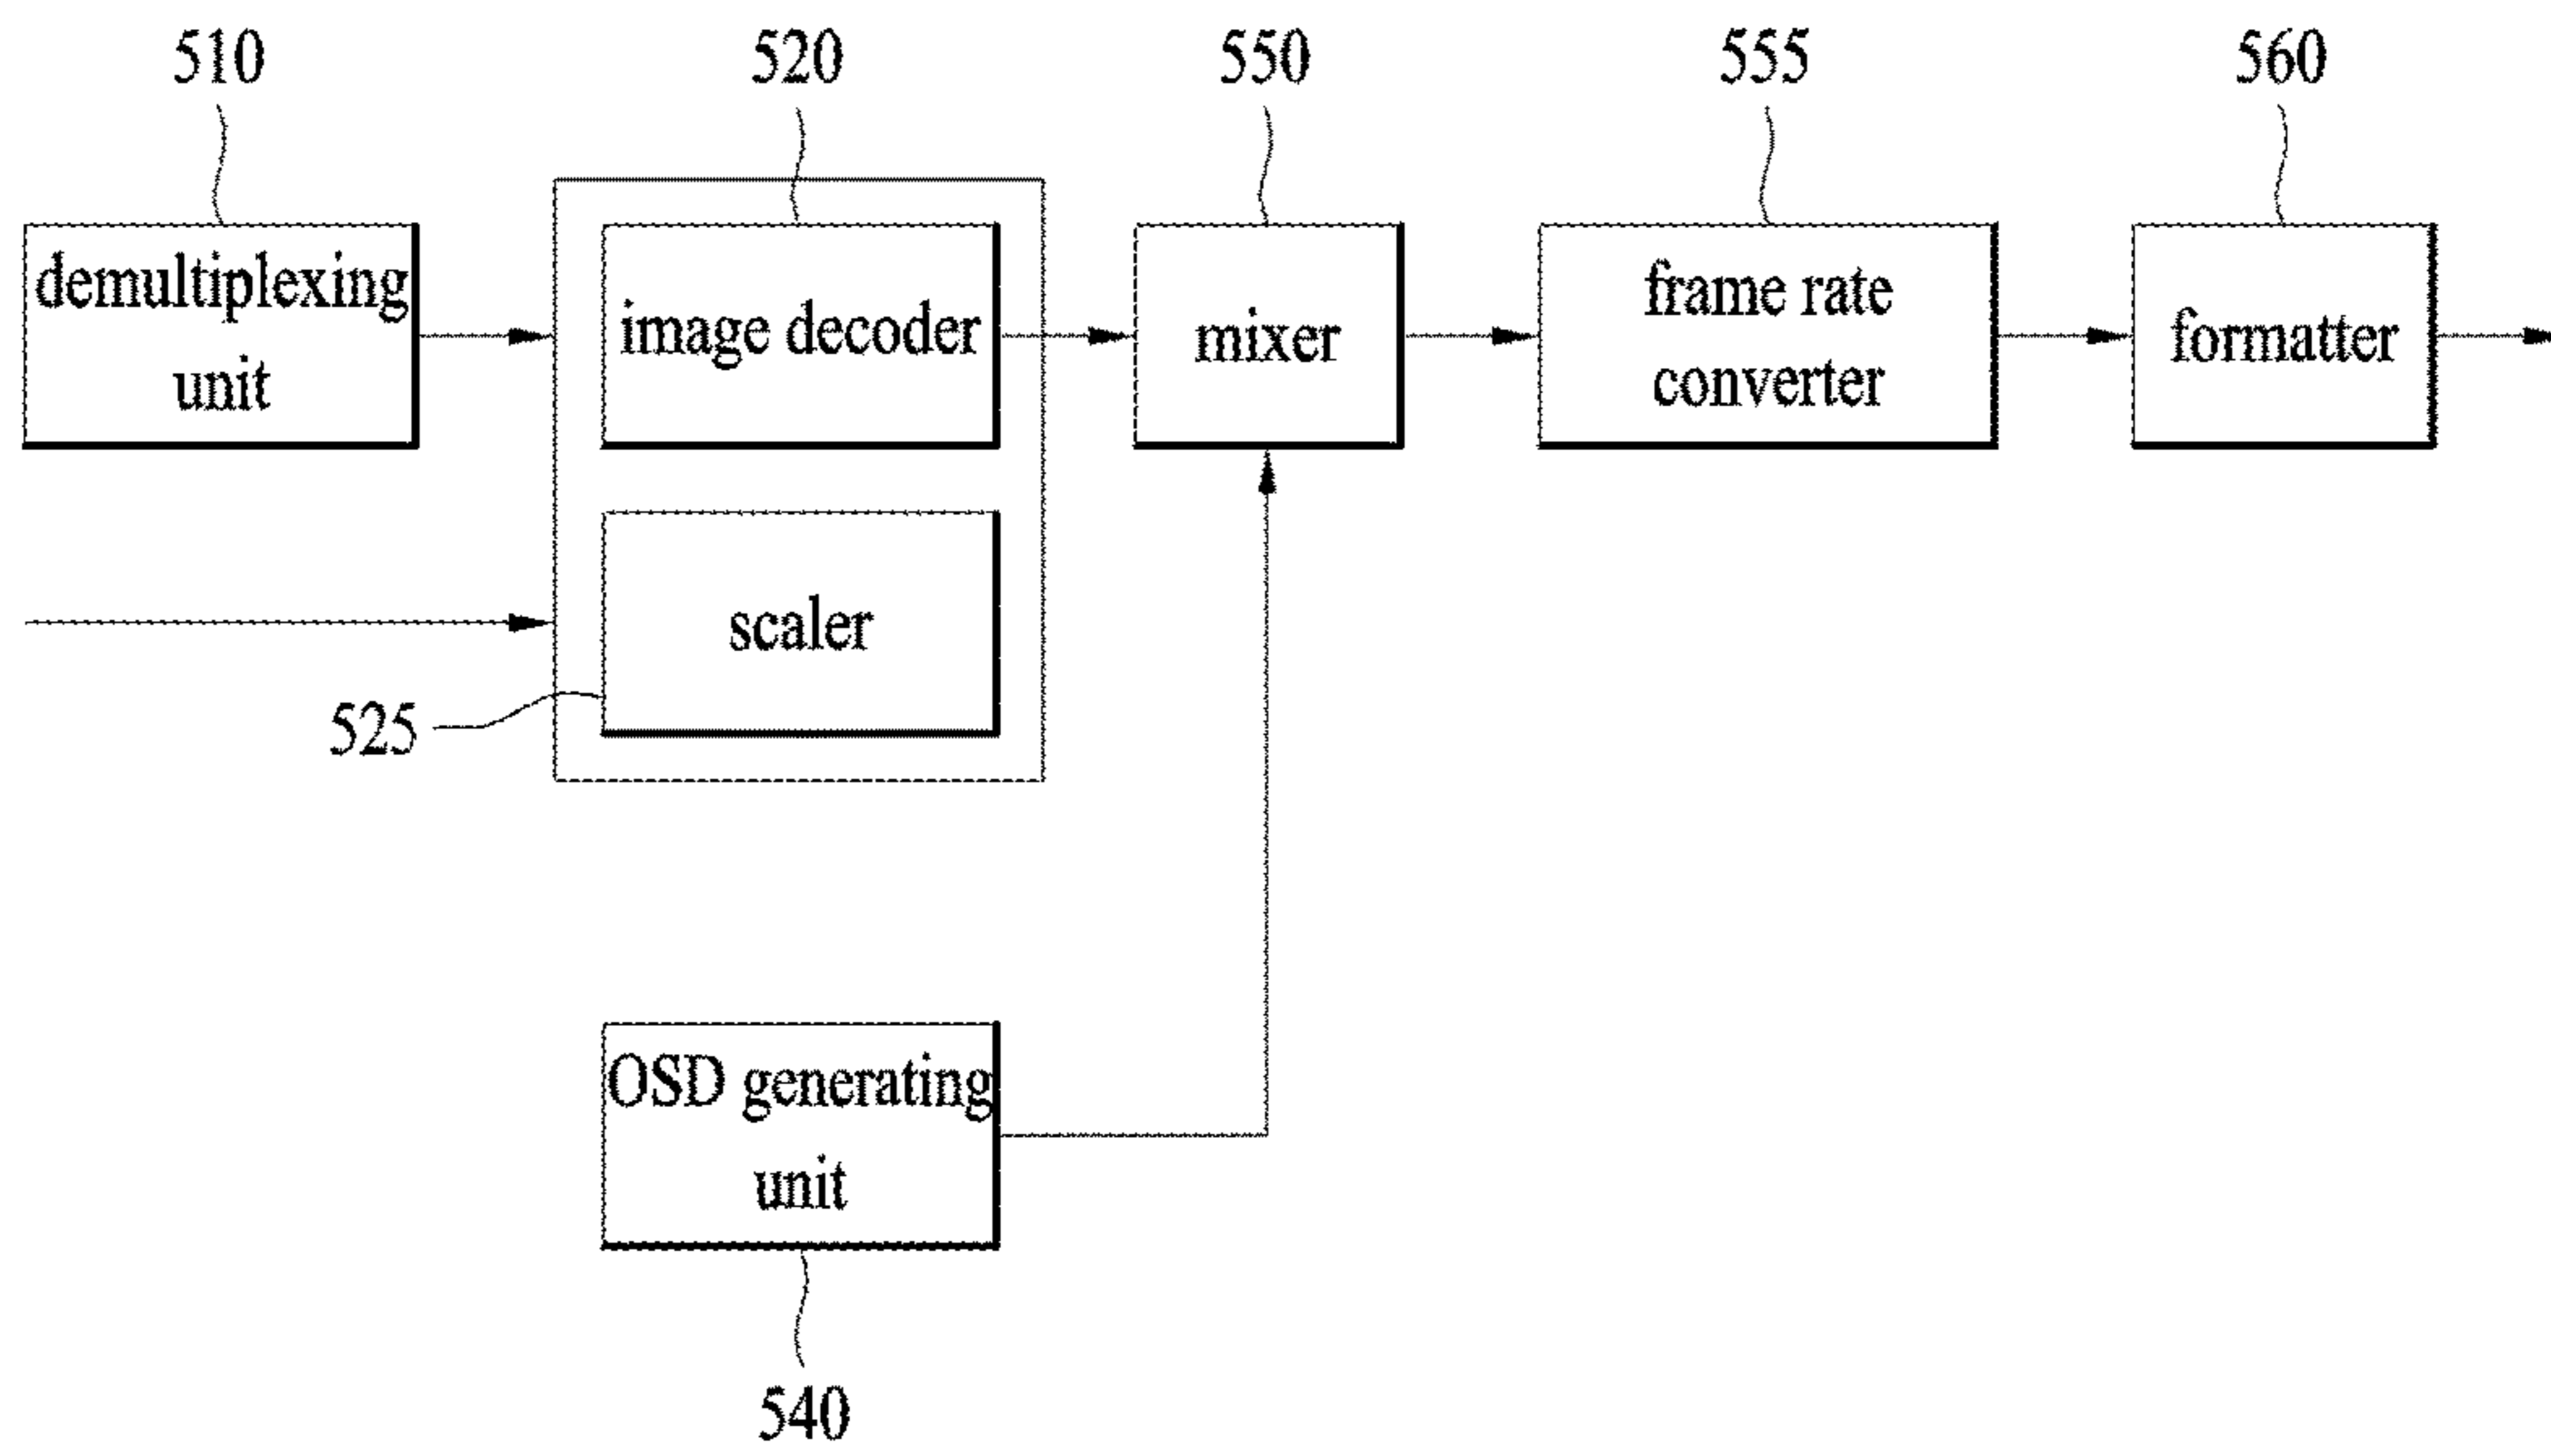 510
520
550
555
560
demultiplexing
unit
image decoder
mixer
frame rate
converter
formatter
scaler
525
OSD generating
unit
540